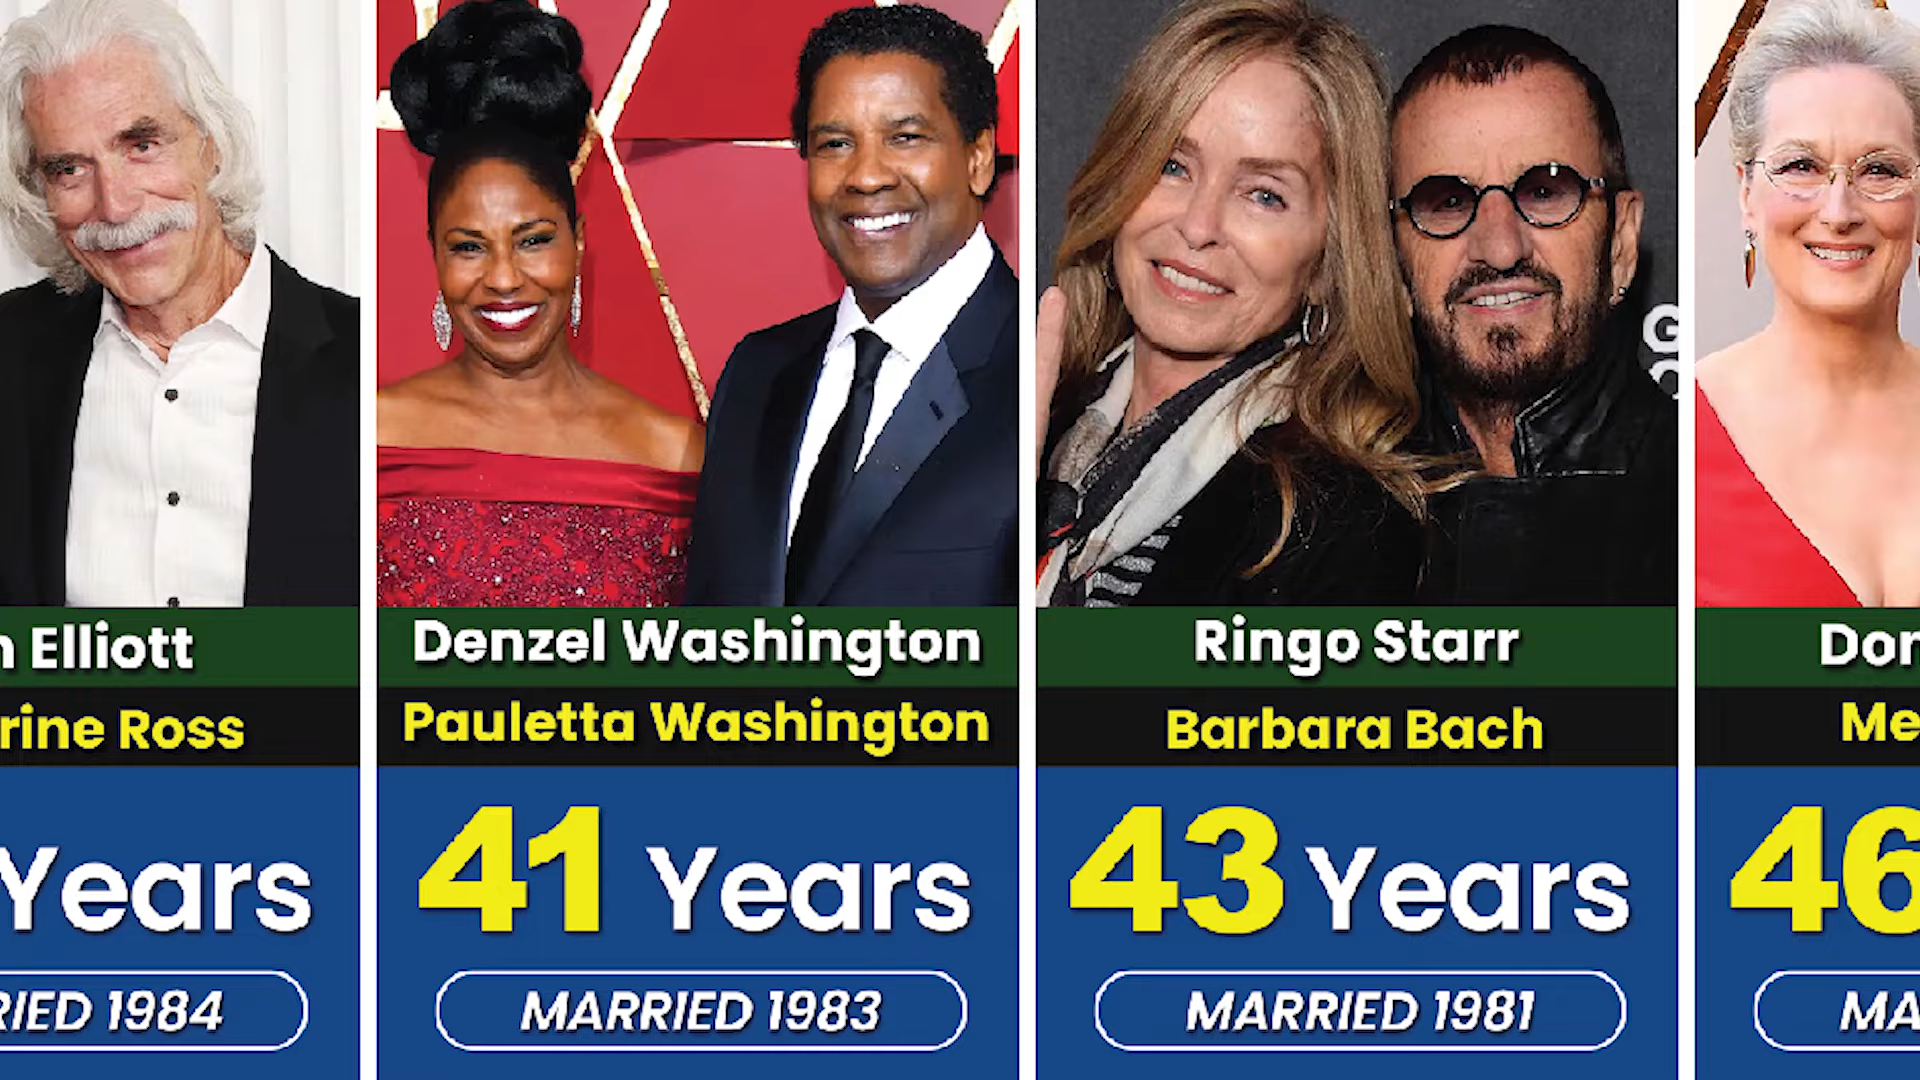 Elliott
rine Ross
Years
RIED 1984
Denzel Washington
Pauletta Washington
41 Years
MARRIED 1983
Ringo Starr
Barbara Bach
43 Years
MARRIED 1981
G
Don
Me
46
MA